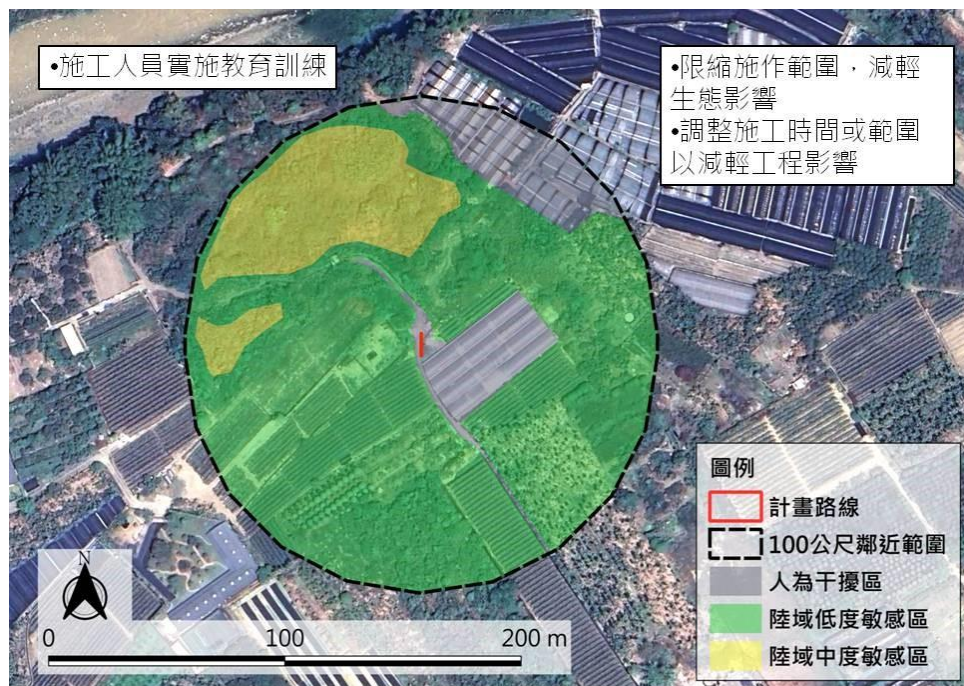 •施工人員實施教育訓練
•限縮施作範圍，減輕
生態影響
•調整施工時間或範圍
以減輕工程影響
圖例
計畫路線
100公尺鄰近範圍
人為干擾區
陸域低度敏感區
陸域中度敏感區
N
0 100 200 m